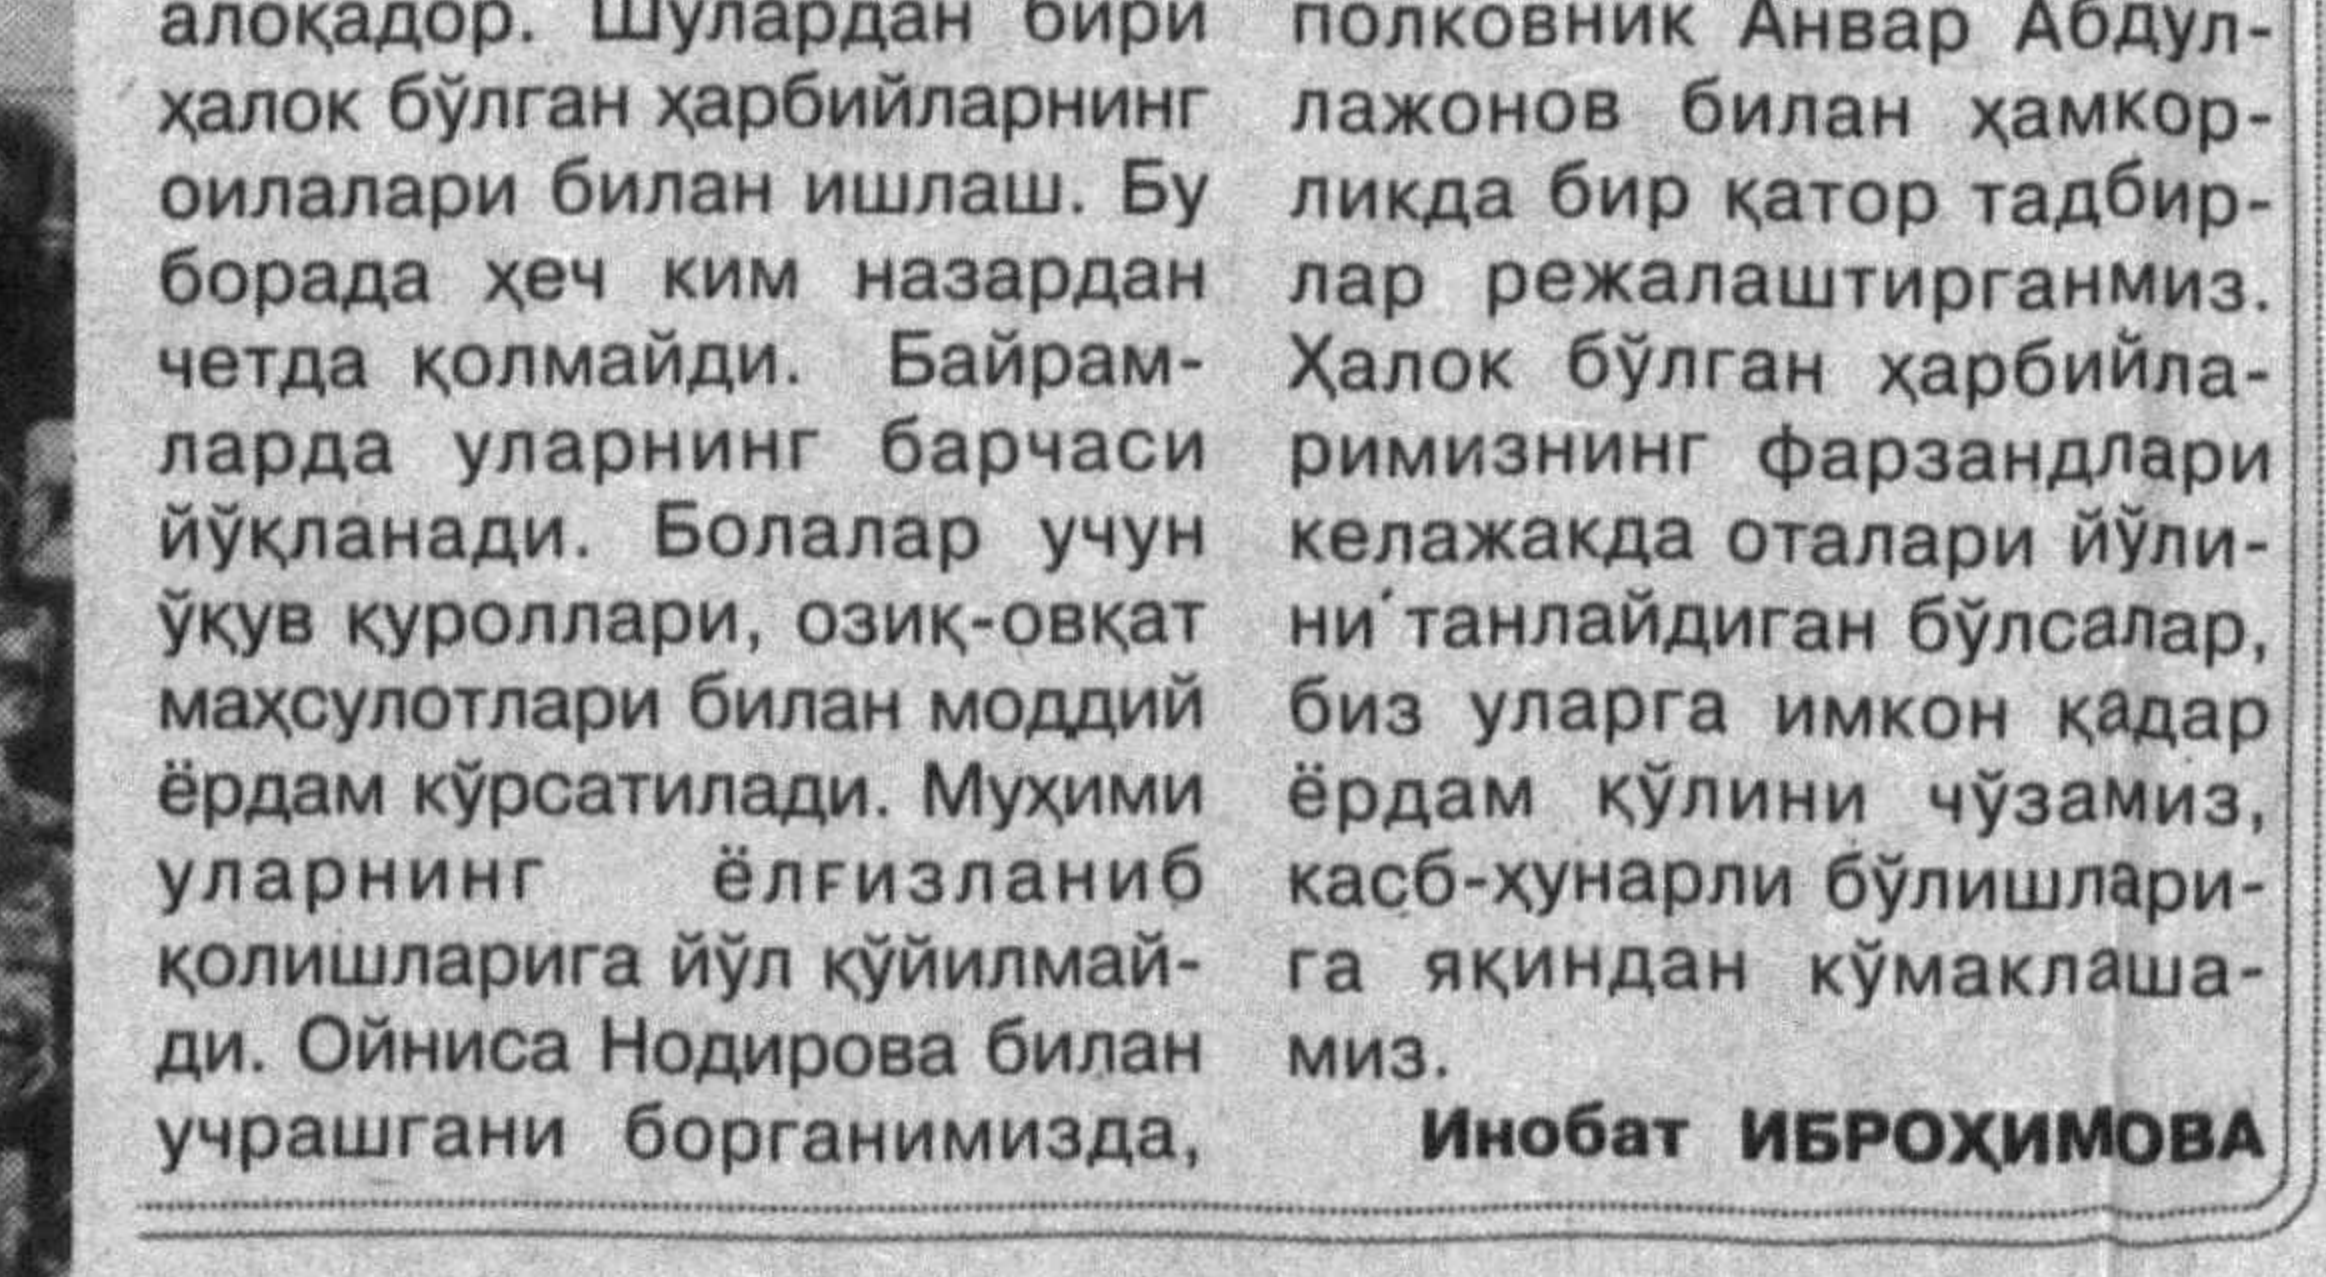 алоқадор. Шулардан бири
ҳалок бўлган ҳарбийларнинг
оилалари билан ишлаш. Бу
борада ҳеч ким назардан
четда қолмайди. Байрам-
ларда уларнинг барчаси
йўқланади. Болалар учун
ўқув қуроллари, озиқ-овқат
маҳсулотлари билан моддий
ёрдам кўрсатилади. Муҳими
уларнинг ёлғизланиб
қолишларига йўл қўйилмай-
ди. Ойниса Нодирова билан
учрашгани борганимизда,
полковник Анвар Абдул-
лажонов билан ҳамкор-
ликда бир қатор тадбир-
лар режалаштирганмиз.
Ҳалок бўлган ҳарбийла-
римизнинг фарзандлари
келажакда оталари йўли-
ни танлайдиган бўлсалар,
биз уларга имкон қадар
ёрдам қўлини чўзамиз,
касб-ҳунарли бўлишлари-
га яқиндан кўмаклаша-
миз.
Инобат ИБРОҲИМОВА